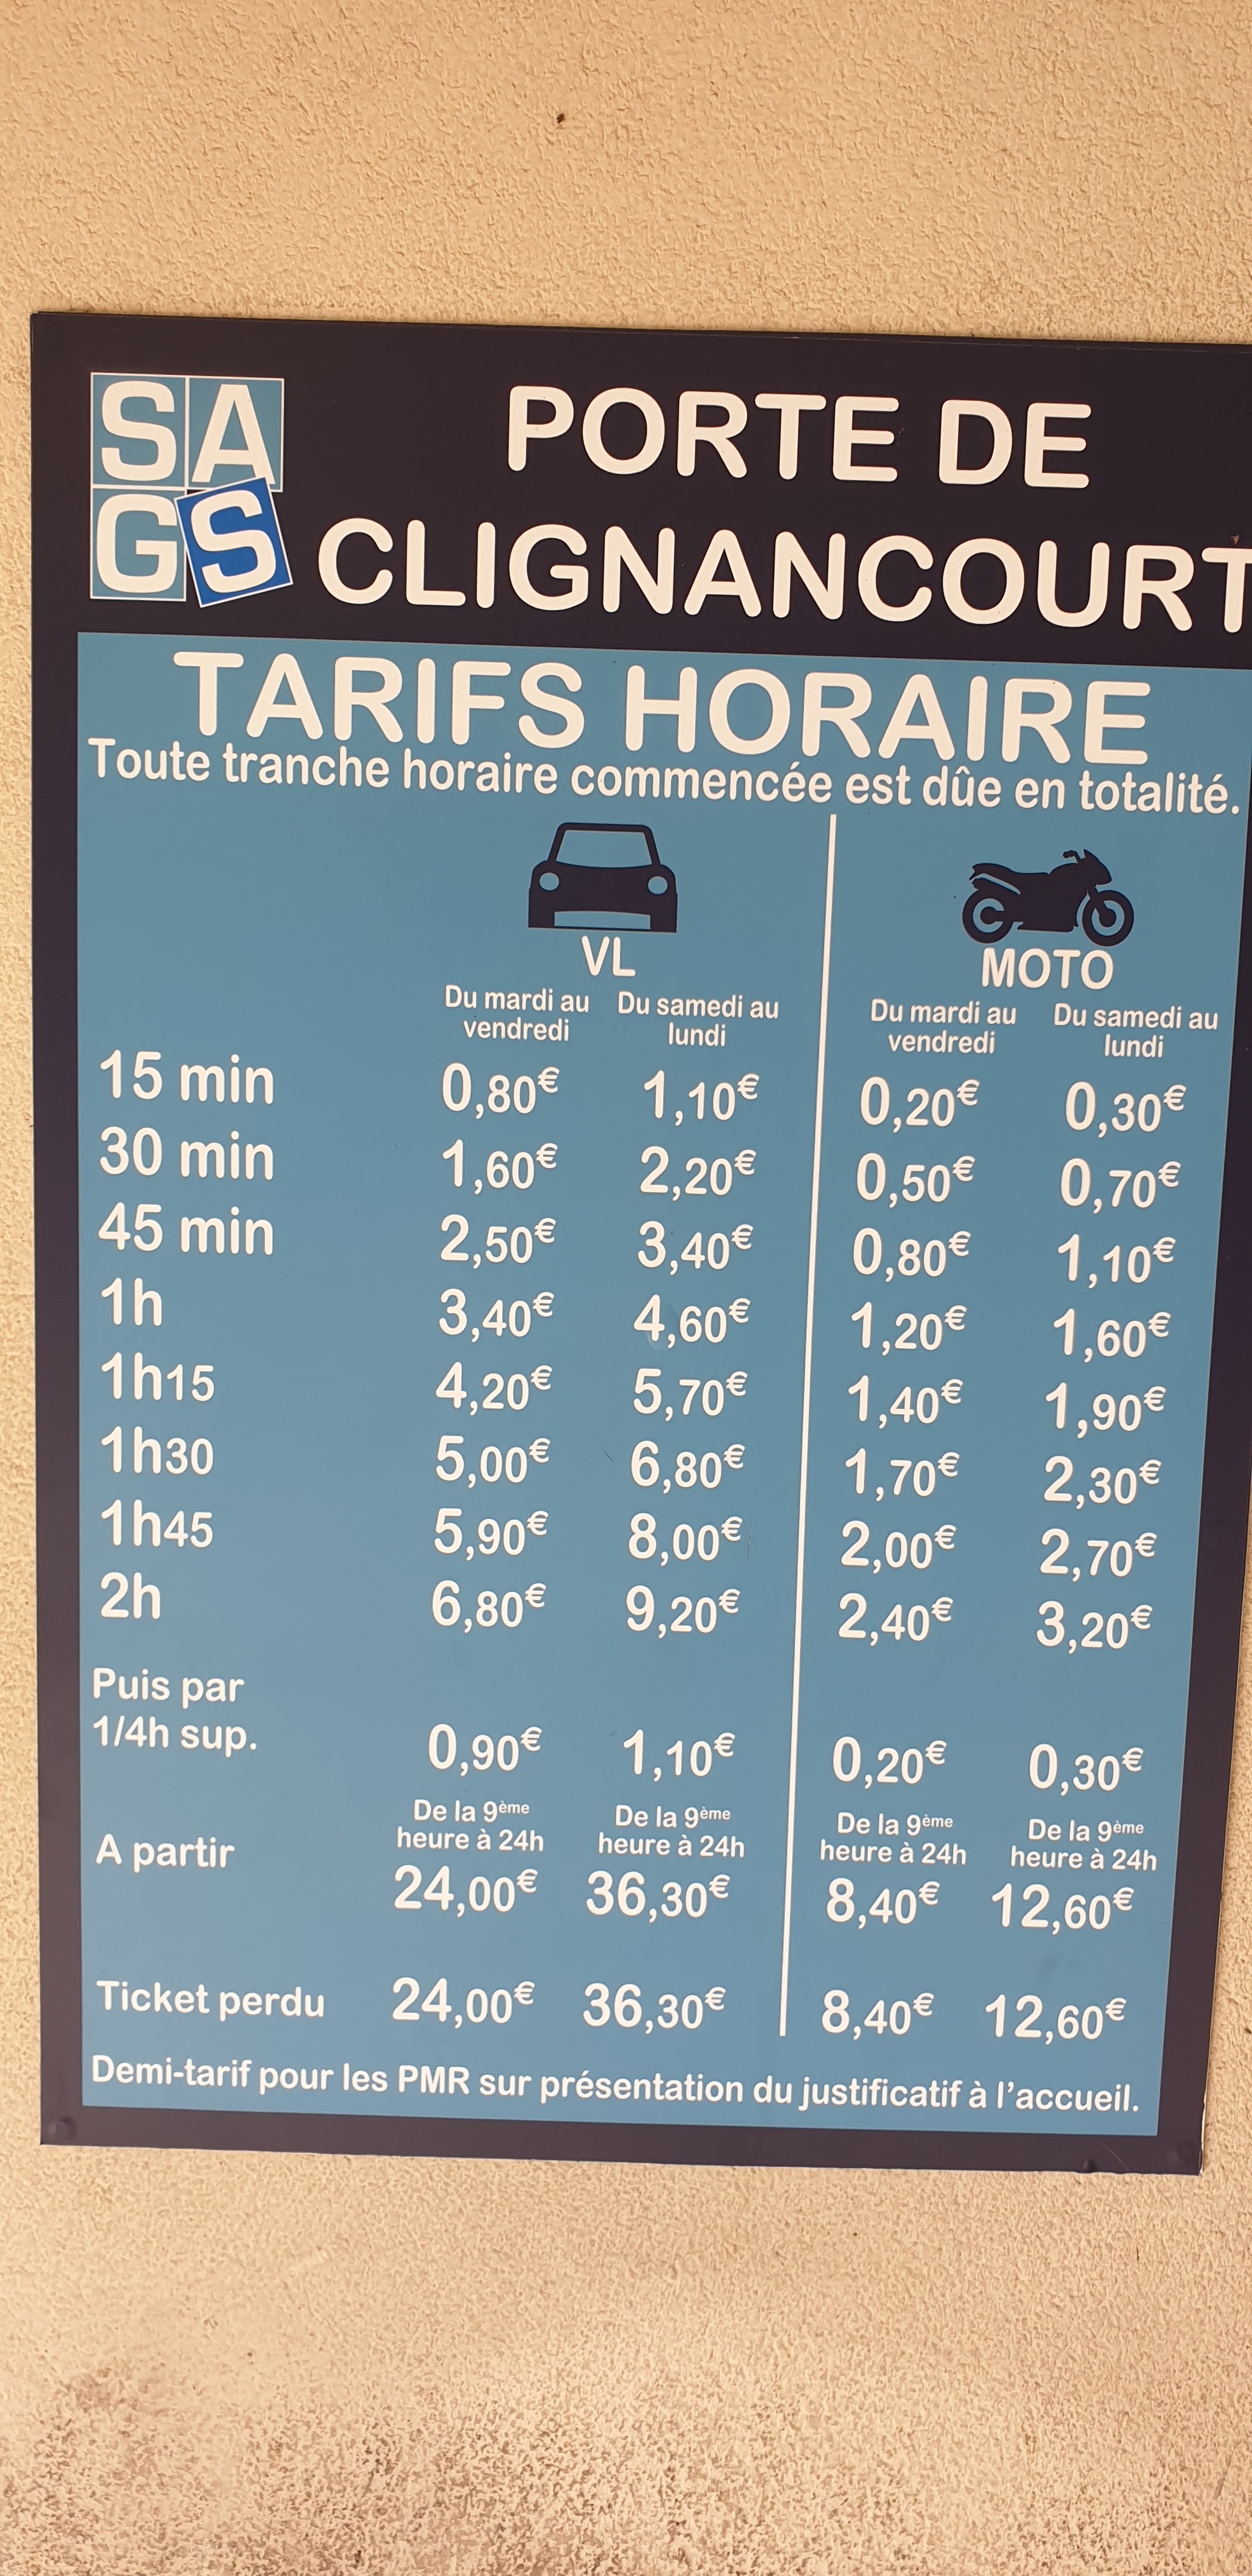 SA
GS
PORTE DE
CLIGNANCOURT
TARIFS HORAIRE
Toute tranche horaire commencée est dûe en totalité.
VL MOTO
Du mardi au Du samedi au Du mardi au Du samedi au
vendredi lundi vendredi lundi
15 min 0,80€ 1,10€ 0,20€ 0,30€
30 min 1,60€ 2,20€ 0,50€ 0,70€
45 min 2,50€ 3,40€ 0,80€ 1,10€
1h 3,40€ 4,60€ 1,20€ 1,60€
1h15 4,20€ 5,70€ 1,40€ 1,90€
1h30 5,00€ 6,80€ 1,70€ 2,30€
1h45 5,90€ 8,00€ 2,00€ 2,70€
2h 6,80€ 9,20€ 2,40€ 3,20€
Puis par
1/4h sup. 0,90€ 1,10€ 0,20€ 0,30€
De la 9ème De la 9ème De la 9ème De la 9ème
A partir heure à 24h heure à 24h heure à 24h heure à 24h
24,00€ 36,30€ 8,40€ 12,60€
Ticket perdu 24,00€ 36,30€ 8,40€ 12,60€
Demi-tarif pour les PMR sur présentation du justificatif à l'accueil.